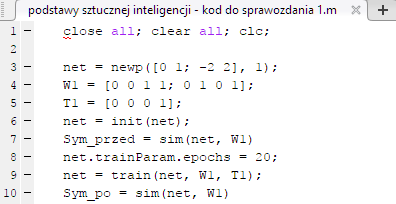 podstawy sztucznej inteligencji - kod do sprawozdania 1.m × +
1 – close all; clear all; clc;
2
3 – net = newp([0 1; -2 2], 1);
4 – W1 = [0 0 1 1; 0 1 0 1];
5 – T1 = [0 0 0 1];
6 – net = init(net);
7 – Sym_przed = sim(net, W1)
8 – net.trainParam.epochs = 20;
9 – net = train(net, W1, T1);
10 – Sym_po = sim(net, W1)